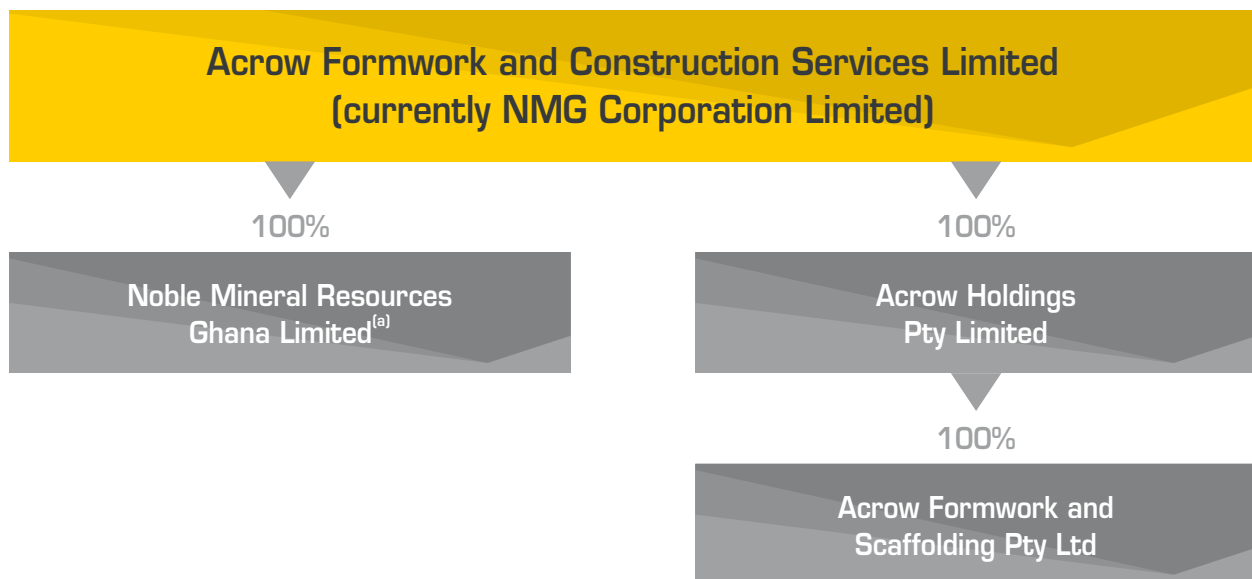 Acrow Formwork and Construction Services Limited
(currently NMG Corporation Limited)
100%
100%
Noble Mineral Resources
Ghana Limited(a)
Acrow Holdings
Pty Limited
100%
Acrow Formwork and
Scaffolding Pty Ltd